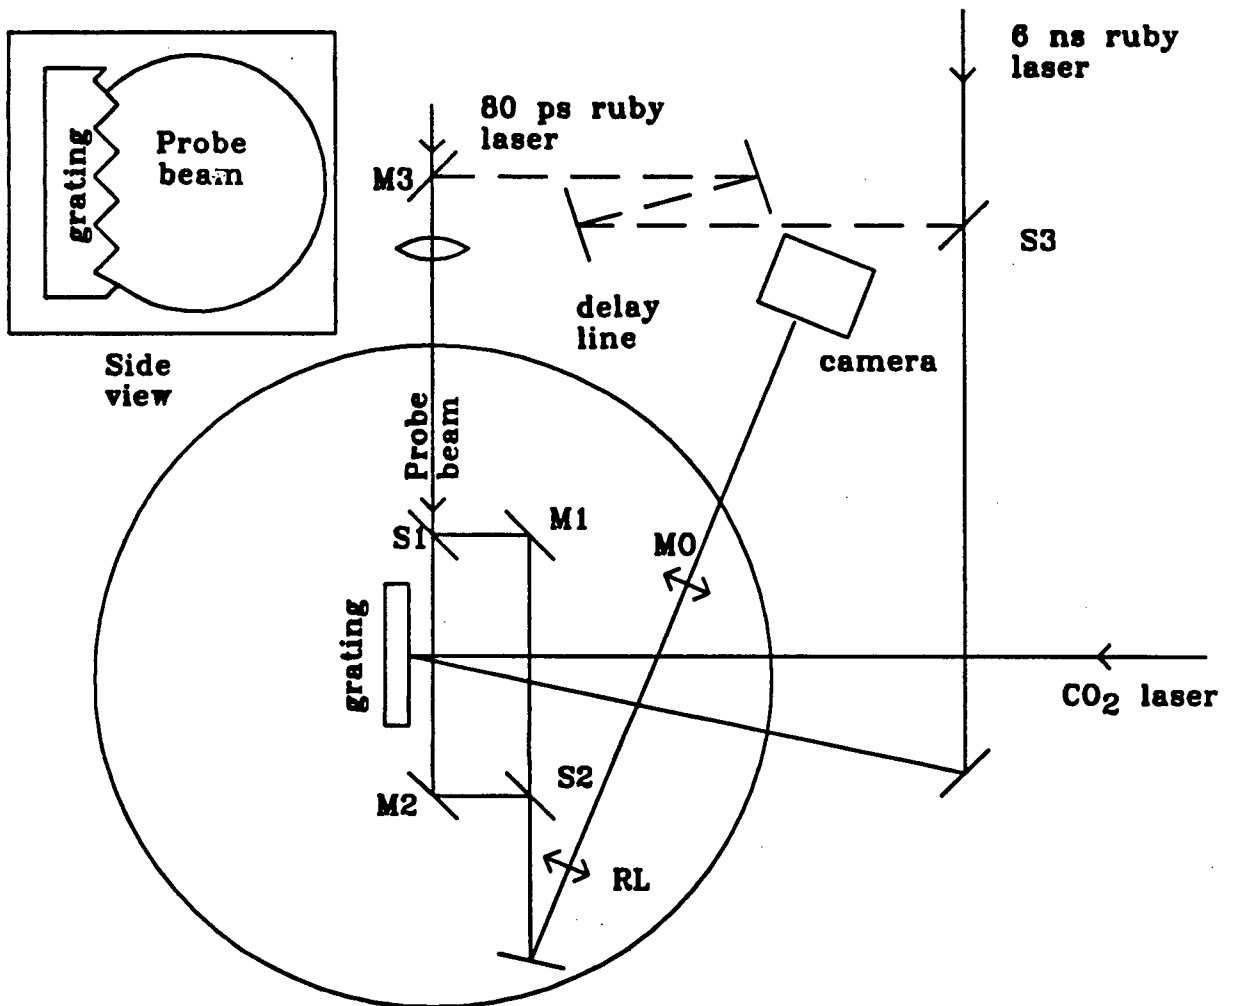 6 ns ruby
laser
80 ps ruby
laser
M3
grating
Probe
beam
S3
delay
line
camera
Side
view
Probe
beam
S1
M1
MO
grating
CO2 laser
M2
S2
RL